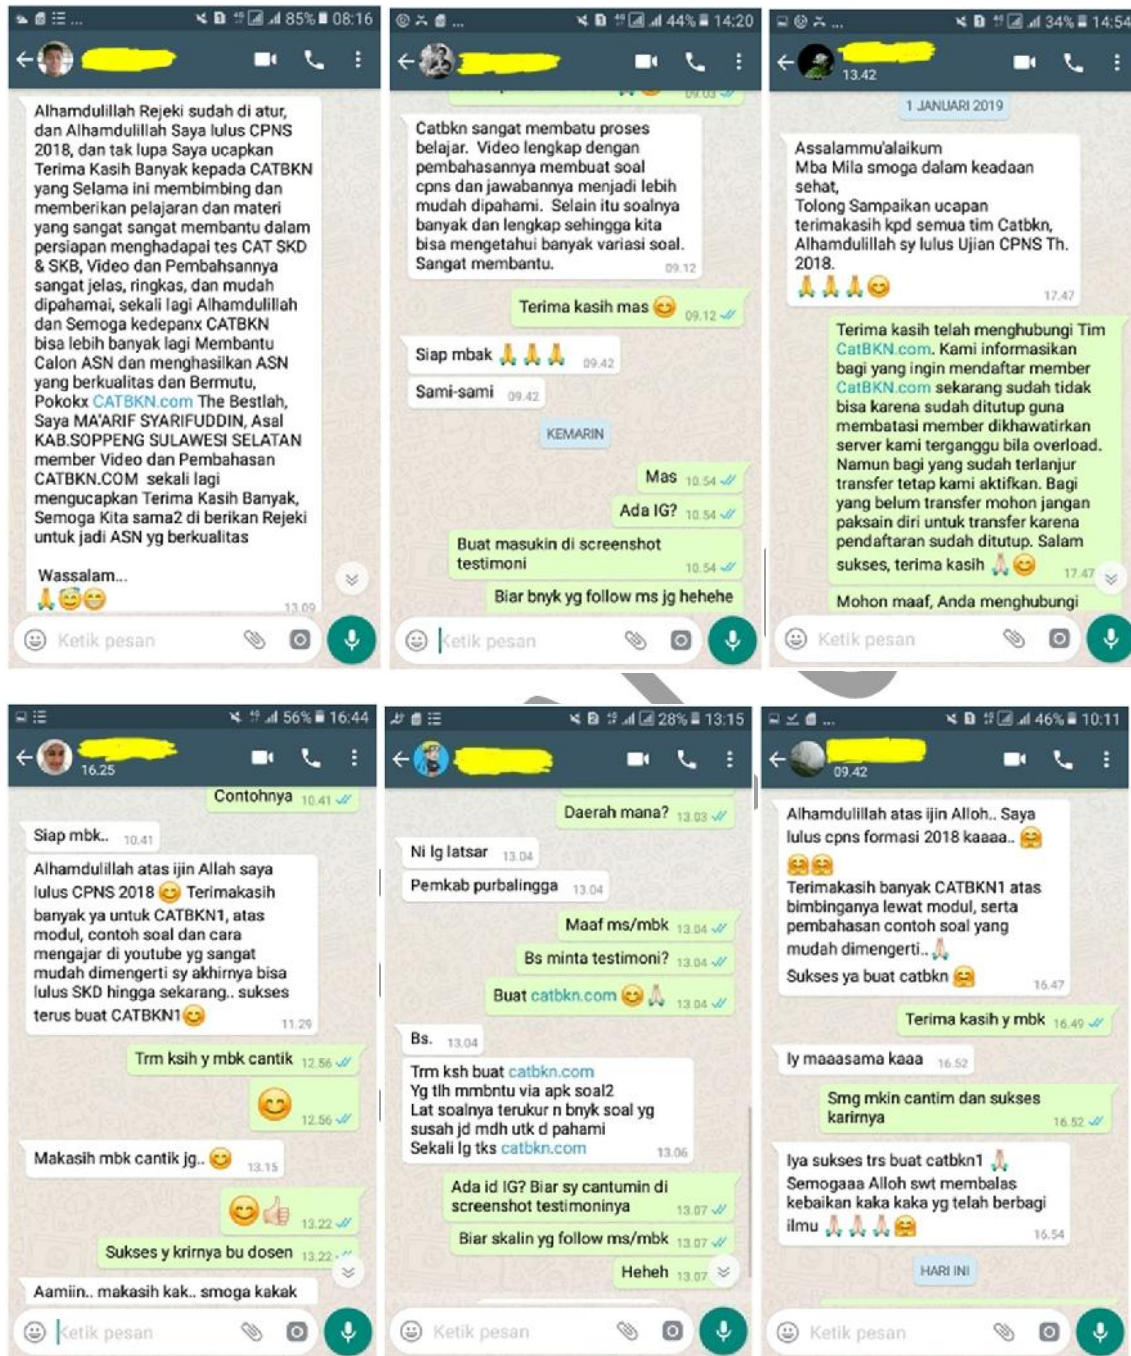 85% 08:16
Alhamdulillah Rejeki sudah di atur,
dan Alhamdulillah Saya lulus CPNS
2018, dan tak lupa Saya ucapkan
Terima Kasih Banyak kepada CATBKN
yang Selama ini membimbing dan
memberikan pelajaran dan materi
yang sangat sangat membantu dalam
persiapan menghadapai tes CAT SKD
& SKB, Video dan Pembahsannya
sangat jelas, ringkas, dan mudah
dipahamai, sekali lagi Alhamdulillah
dan Semoga kedepanx CATBKN
bisa lebih banyak lagi Membantu
Calon ASN dan menghasilkan ASN
yang berkualitas dan Bermutu,
Pokokx CATBKN.com The Bestlah,
Saya MA'ARIF SYARIFUDDIN, Asal
KAB.SOPPENG SULAWESI SELATAN
member Video dan Pembahasan
CATBKN.COM sekali lagi
mengucapkan Terima Kasih Banyak,
Semoga Kita sama2 di berikan Rejeki
untuk jadi ASN yg berkualitas
Wassalam...
🙏😇😁
13.09
Ketik pesan
44% 14:20
09.03
Catbkn sangat membatu proses
belajar. Video lengkap dengan
pembahasannya membuat soal
cpns dan jawabannya menjadi lebih
mudah dipahami. Selain itu soalnya
banyak dan lengkap sehingga kita
bisa mengetahui banyak variasi soal.
Sangat membantu. 09.12
Terima kasih mas 😊 09.12
Siap mbak 🙏🙏🙏 09.42
Sami-sami 09.42
KEMARIN
Mas 10.54
Ada IG? 10.54
Buat masukin di screenshot
testimoni 10.54
Biar bnyk yg follow ms jg hehehe
Ketik pesan
34% 14:54
13.42
1 JANUARI 2019
Assalammu'alaikum
Mba Mila smoga dalam keadaan
sehat,
Tolong Sampaikan ucapan
terimakasih kpd semua tim Catbkn,
Alhamdulillah sy lulus Ujian CPNS Th.
2018.
🙏🙏🙏😊 17.47
Terima kasih telah menghubungi Tim
CatBKN.com. Kami informasikan
bagi yang ingin mendaftar member
CatBKN.com sekarang sudah tidak
bisa karena sudah ditutup guna
membatasi member dikhawatirkan
server kami terganggu bila overload.
Namun bagi yang sudah terlanjur
transfer tetap kami aktifkan. Bagi
yang belum transfer mohon jangan
paksain diri untuk transfer karena
pendaftaran sudah ditutup. Salam
sukses, terima kasih 🙏😊 17.47
Mohon maaf, Anda menghubungi
Ketik pesan
56% 16:44
16.25
Contohnya 10.41
Siap mbk.. 10.41
Alhamdulillah atas ijin Allah saya
lulus CPNS 2018 😊 Terimakasih
banyak ya untuk CATBKN1, atas
modul, contoh soal dan cara
mengajar di youtube yg sangat
mudah dimengerti sy akhirnya bisa
lulus SKD hingga sekarang.. sukses
terus buat CATBKN1😊 11.29
Trm ksih y mbk cantik 12.56
😊 12.56
Makasih mbk cantik jg.. 😊 13.15
😊👍 13.22
Sukses y krirnya bu dosen 13.22
Aamiin.. makasih kak.. smoga kakak
Ketik pesan
28% 13:15
Daerah mana? 13.03
Ni lg latsar 13.04
Pemkab purbalingga 13.04
Maaf ms/mbk 13.04
Bs minta testimoni? 13.04
Buat catbkn.com 😊🙏 13.04
Bs. 13.04
Trm ksh buat catbkn.com
Yg tlh mmbntu via apk soal2
Lat soalnya terukur n bnyk soal yg
susah jd mdh utk d pahami
Sekali lg tks catbkn.com 13.06
Ada id IG? Biar sy cantumin di
screenshot testimoninya 13.07
Biar skalin yg follow ms/mbk 13.07
Heheh 13.07
Ketik pesan
46% 10:11
09.42
Alhamdulillah atas ijin Alloh.. Saya
lulus cpns formasi 2018 kaaaa.. 🤗
🤗🤗
Terimakasih banyak CATBKN1 atas
bimbinganya lewat modul, serta
pembahasan contoh soal yang
mudah dimengerti.. 🙏
Sukses ya buat catbkn 🤗 16.47
Terima kasih y mbk 16.49
Iy maaasama kaaa 16.52
Smg mkin cantim dan sukses
karirnya 16.52
Iya sukses trs buat catbkn1 🙏
Semogaaa Alloh swt membalas
kebaikan kaka kaka yg telah berbagi
ilmu 🙏🙏🙏🤗 16.54
HARI INI
Ketik pesan